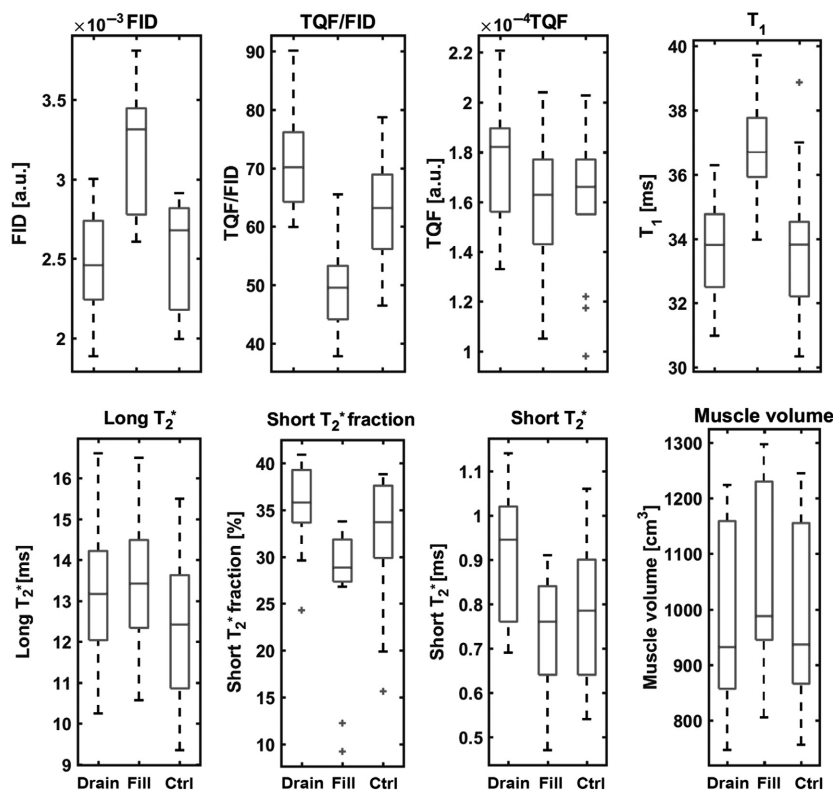 ×10⁻³ FID
FID [a.u.]
3.5
3
2.5
2
TQF/FID
TQF/FID
90
80
70
60
50
40
×10⁻⁴TQF
TQF [a.u.]
2.2
2
1.8
1.6
1.4
1.2
1
T₁
T₁ [ms]
40
38
36
34
32
30
Long T₂*
Long T₂* [ms]
16
15
14
13
12
11
10
9
Drain Fill Ctrl
Short T₂* fraction
Short T₂* fraction [%]
40
35
30
25
20
15
10
Drain Fill Ctrl
Short T₂*
Short T₂* [ms]
1.1
1
0.9
0.8
0.7
0.6
0.5
Drain Fill Ctrl
Muscle volume
Muscle volume [cm³]
1300
1200
1100
1000
900
800
Drain Fill Ctrl